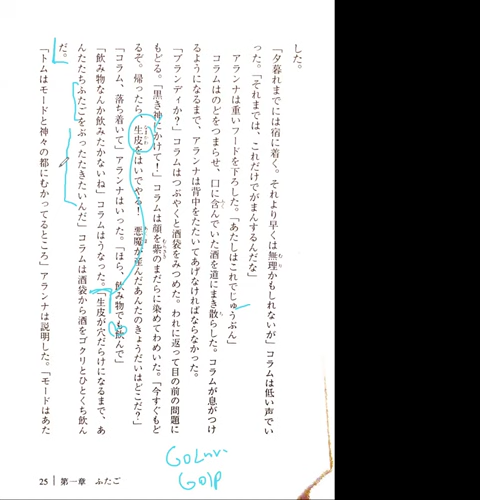 した。
「夕暮れまでには宿に着く。それより早くは無理かもしれないが」コラムは低い声でい
った。「それまでは、これだけでがまんするんだな」
アランナは重いフードを下ろした。「あたしはこれでじゅうぶん」
コラムはのどをつまらせ、口に含んでいた酒を道にまき散らした。コラムが息がつけ
るようになるまで、アランナは背中をたたいてあげなければならなかった。
「ブランディか？」コラムはつぶやくと酒袋をみつめた。われに返って目の前の問題に
もどる。「黒き神にかけて！」コラムは顔を紫のまだらに染めてわめいた。「今すぐもど
るぞ。帰ったら、生皮をはいでやる！　悪魔が産んだあんたのきょうだいはどこだ？」
「コラム、落ち着いて」アランナはいった。「ほら、飲み物でも飲んで」
「飲み物なんか飲みたかないね」コラムはうなった。「生皮が穴だらけになるまで、あ
んたたちふたごをぶったたきたいんだ」コラムは酒袋から酒をゴクリとひとくち飲ん
だ。
「トムはモードと神々の都にむかってるところ」アランナは説明した。「モードはあた
25 第一章　ふたご
Gulp